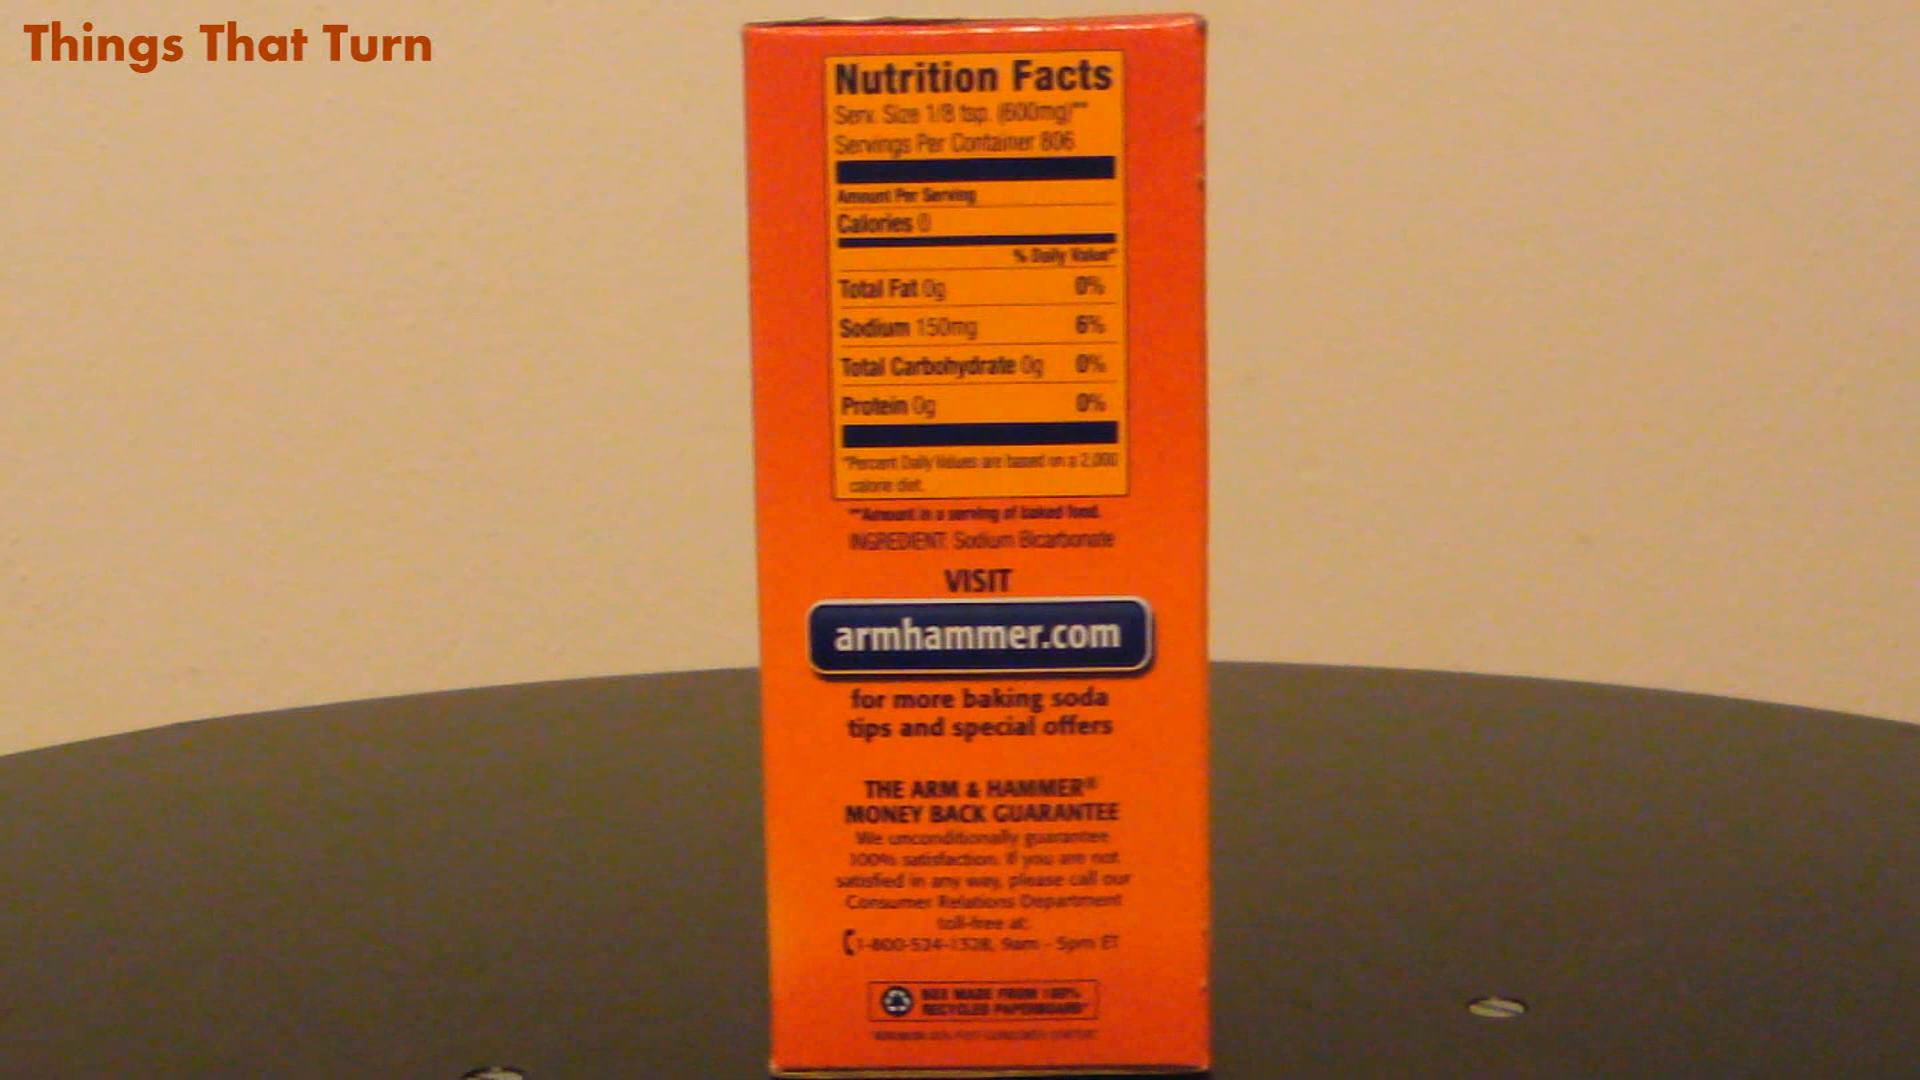 Things That Turn
Nutrition Facts
Serv. Size 1/8 tsp. (600mg)**
Servings Per Container 806
Amount Per Serving
Calories 0
% Daily Value*
Total Fat 0g 0%
Sodium 150mg 6%
Total Carbohydrate 0g 0%
Protein 0g 0%
*Percent Daily Values are based on a 2,000
calorie diet.
**Amount in a serving of baked food.
INGREDIENT: Sodium Bicarbonate
VISIT
armhammer.com
for more baking soda
tips and special offers
THE ARM & HAMMER®
MONEY BACK GUARANTEE
We unconditionally guarantee
100% satisfaction. If you are not
satisfied in any way, please call our
Consumer Relations Department
toll-free at:
1-800-524-1328, 9am - 5pm ET
BOX MADE FROM 100%
RECYCLED PAPERBOARD*